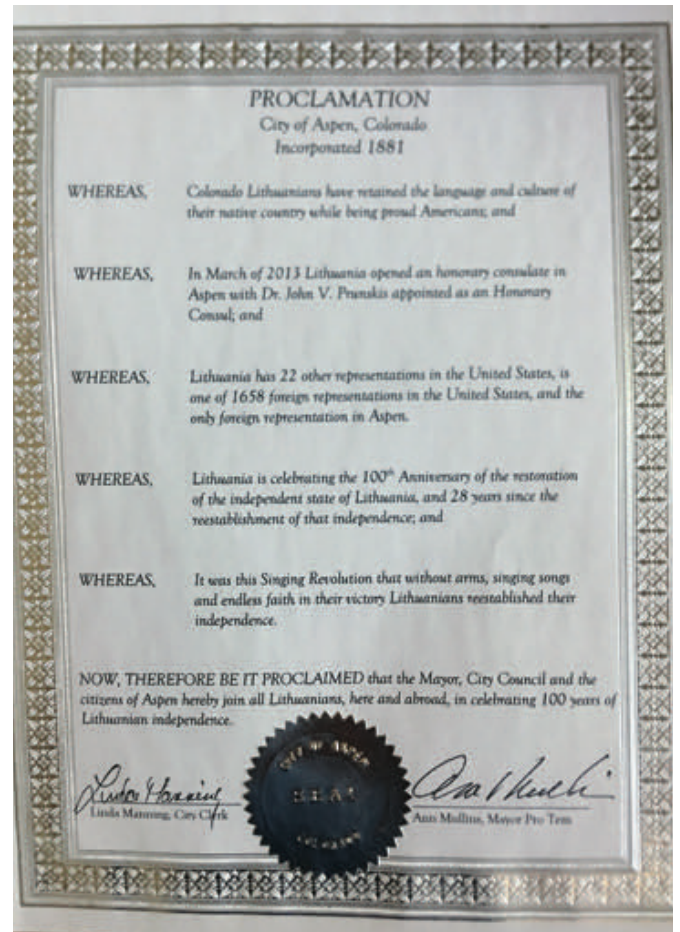 PROCLAMATION
City of Aspen, Colorado
Incorporated 1881
WHEREAS, Colorado Lithuanians have retained the language and culture of
their native country while being proud Americans; and
WHEREAS, In March of 2013 Lithuania opened an honorary consulate in
Aspen with Dr. John V. Prunskis appointed as an Honorary
Consul; and
WHEREAS, Lithuania has 22 other representations in the United States, is
one of 1658 foreign representations in the United States, and the
only foreign representation in Aspen.
WHEREAS, Lithuania is celebrating the 100th Anniversary of the restoration
of the independent state of Lithuania, and 28 years since the
reestablishment of that independence; and
WHEREAS, It was this Singing Revolution that without arms, singing songs
and endless faith in their victory Lithuanians reestablished their
independence.
NOW, THEREFORE BE IT PROCLAIMED that the Mayor, City Council and the
citizens of Aspen hereby join all Lithuanians, here and abroad, in celebrating 100 years of
Lithuanian independence.
CITY OF ASPEN
SEAL
COLORADO
Linda Manning
Linda Manning, City Clerk
Ann Mullins, Mayor Pro Tem